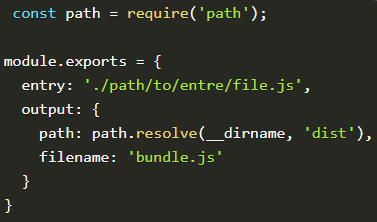 const path = require('path');

module.exports = {
  entry: './path/to/entre/file.js',
  output: {
    path: path.resolve(__dirname, 'dist'),
    filename: 'bundle.js'
  }
}